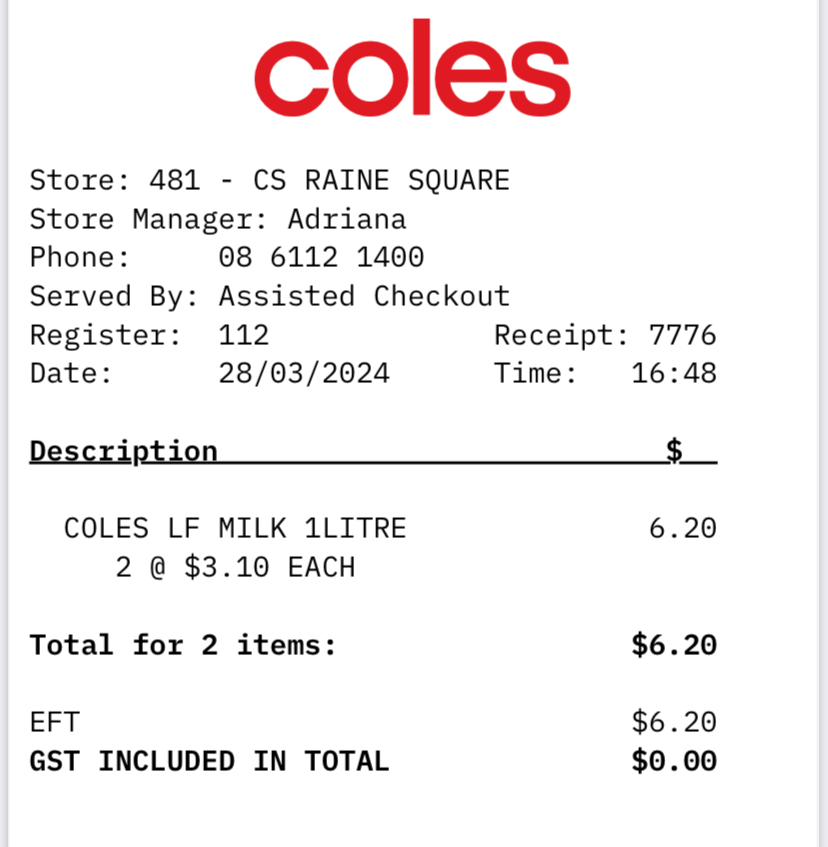 coles
Store: 481 - CS RAINE SQUARE
Store Manager: Adriana
Phone: 08 6112 1400
Served By: Assisted Checkout
Register: 112 Receipt: 7776
Date: 28/03/2024 Time: 16:48
Description $
COLES LF MILK 1LITRE 6.20
2 @ $3.10 EACH
Total for 2 items: $6.20
EFT $6.20
GST INCLUDED IN TOTAL $0.00